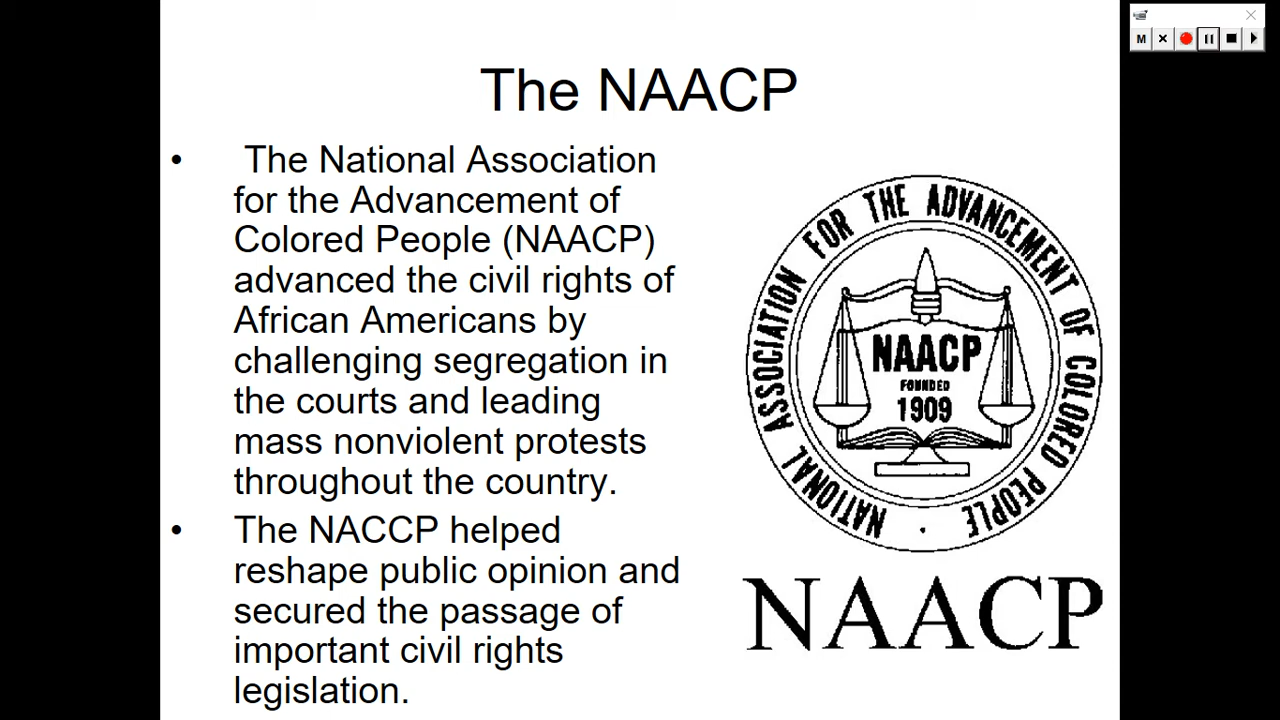 The NAACP
• The National Association
for the Advancement of
Colored People (NAACP)
advanced the civil rights of
African Americans by
challenging segregation in
the courts and leading
mass nonviolent protests
throughout the country.
• The NACCP helped
reshape public opinion and
secured the passage of
important civil rights
legislation.
NATIONAL ASSOCIATION FOR THE ADVANCEMENT OF COLORED PEOPLE
NAACP
FOUNDED
1909
NAACP
M